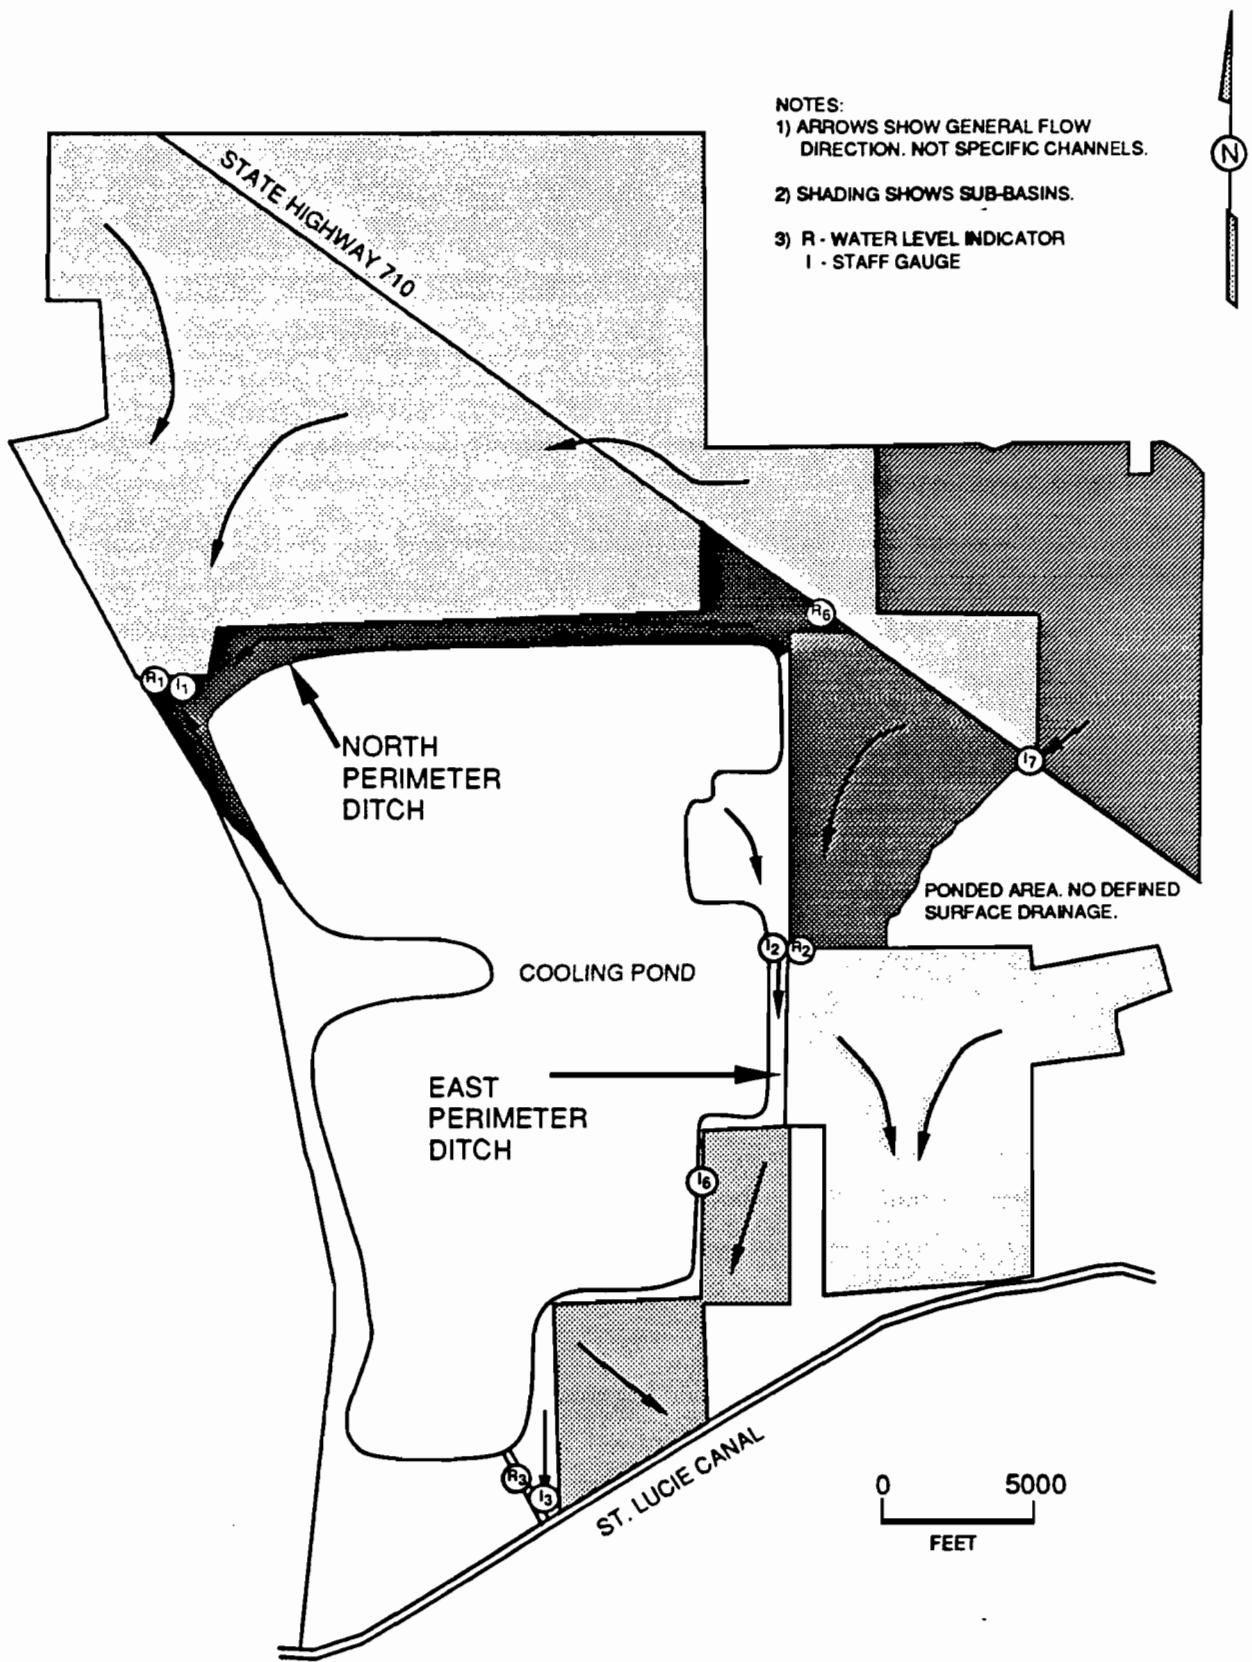 NOTES:
1) ARROWS SHOW GENERAL FLOW
DIRECTION. NOT SPECIFIC CHANNELS.
2) SHADING SHOWS SUB-BASINS.
3) R - WATER LEVEL INDICATOR
I - STAFF GAUGE
N
STATE HIGHWAY 710
R6
R1
I1
NORTH
PERIMETER
DITCH
I7
PONDED AREA. NO DEFINED
SURFACE DRAINAGE.
I2
R2
COOLING POND
EAST
PERIMETER
DITCH
I6
R3
I3
ST. LUCIE CANAL
0 5000
FEET